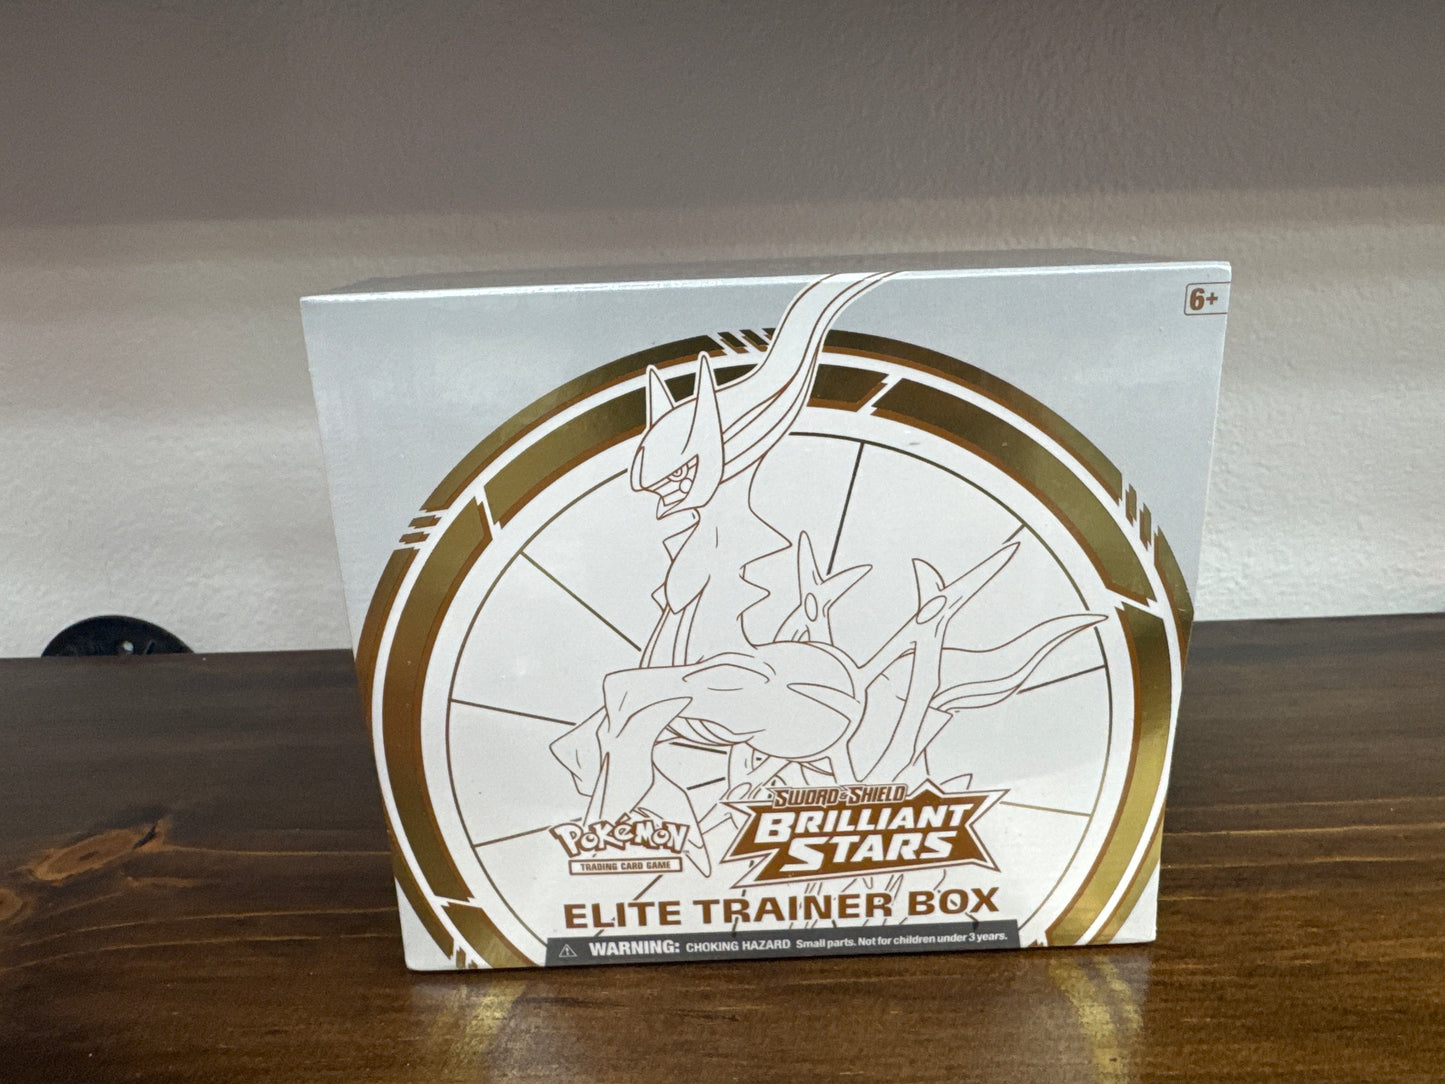 6+
SWORD & SHIELD
BRILLIANT
STARS
POKéMON
TRADING CARD GAME
ELITE TRAINER BOX
WARNING: CHOKING HAZARD Small parts. Not for children under 3 years.